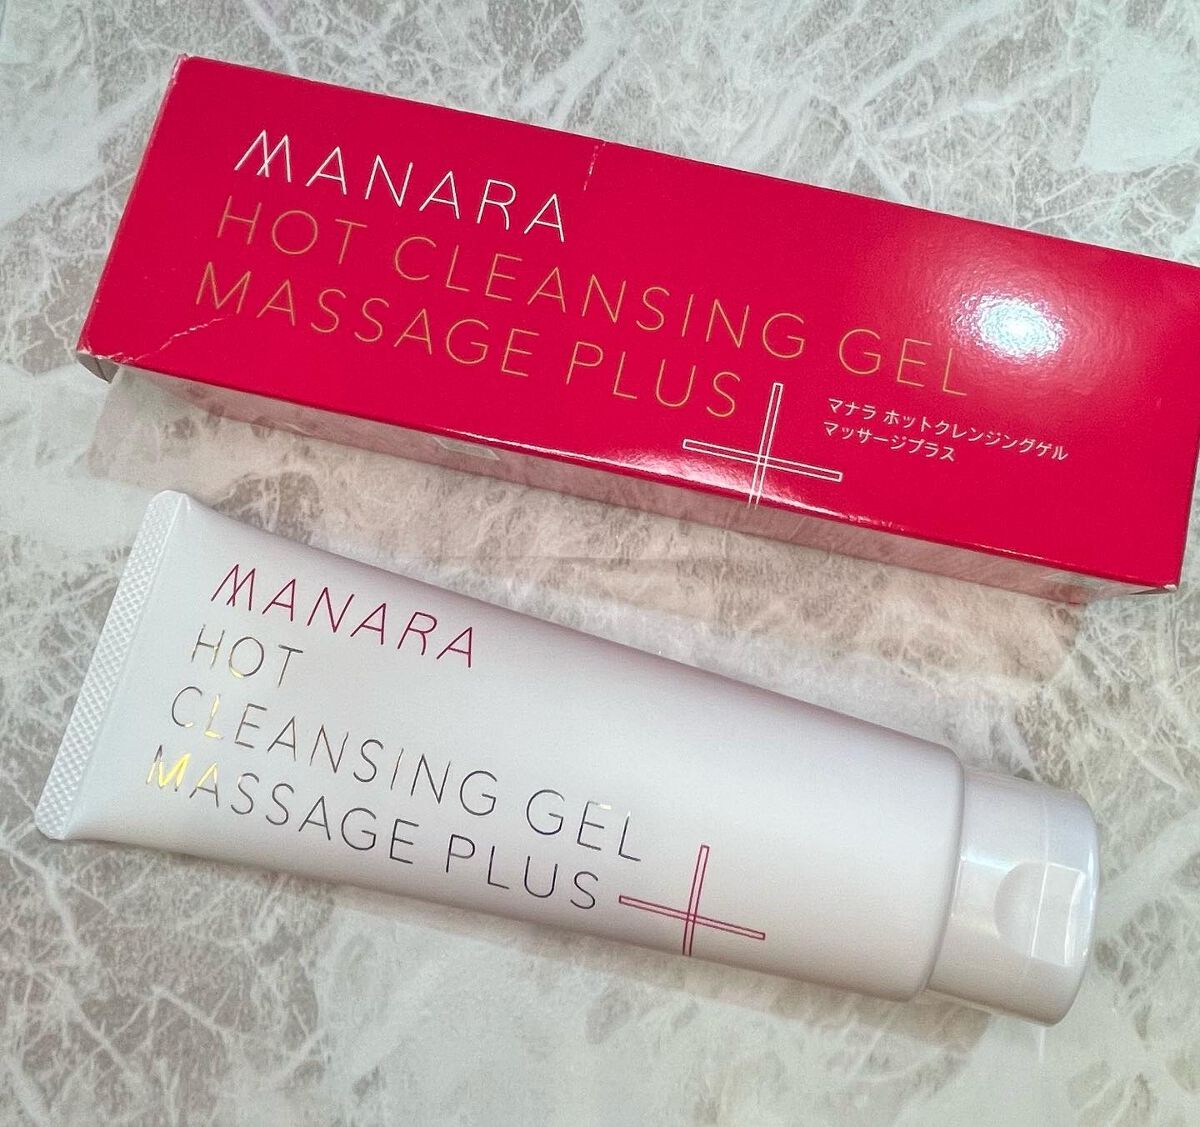 MANARA
HOT CLEANSING GEL
MASSAGE PLUS
マナラ ホットクレンジングゲル
マッサージプラス
MANARA
HOT
CLEANSING GEL
MASSAGE PLUS